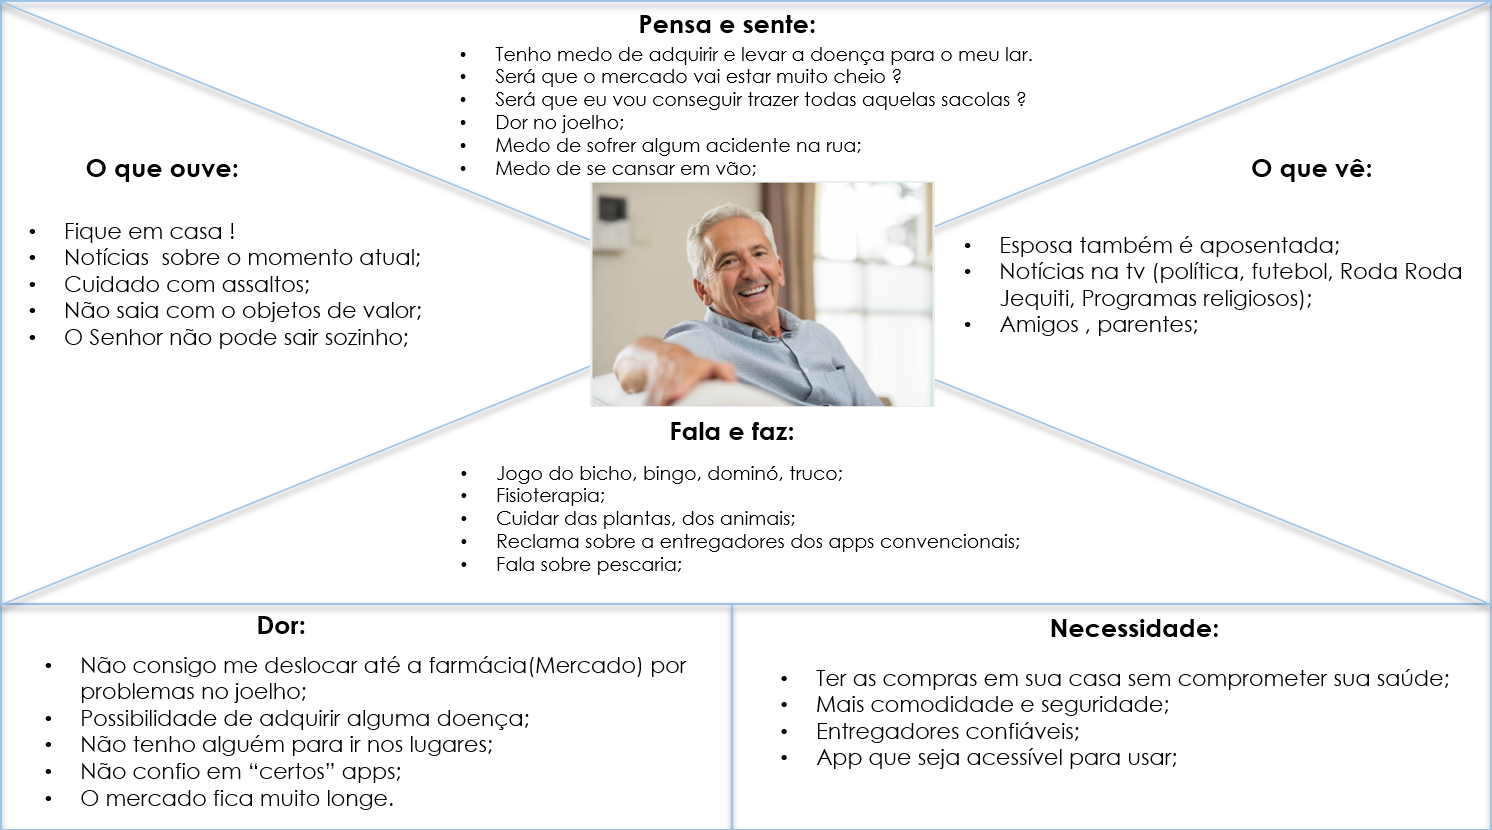 Pensa e sente:
• Tenho medo de adquirir e levar a doença para o meu lar.
• Será que o mercado vai estar muito cheio ?
• Será que eu vou conseguir trazer todas aquelas sacolas ?
• Dor no joelho;
• Medo de sofrer algum acidente na rua;
• Medo de se cansar em vão;
O que ouve:
• Fique em casa !
• Notícias  sobre o momento atual;
• Cuidado com assaltos;
• Não saia com o objetos de valor;
• O Senhor não pode sair sozinho;
O que vê:
• Esposa também é aposentada;
• Notícias na tv (política, futebol, Roda Roda
Jequiti, Programas religiosos);
• Amigos , parentes;
Fala e faz:
• Jogo do bicho, bingo, dominó, truco;
• Fisioterapia;
• Cuidar das plantas, dos animais;
• Reclama sobre a entregadores dos apps convencionais;
• Fala sobre pescaria;
Dor:
• Não consigo me deslocar até a farmácia(Mercado) por
problemas no joelho;
• Possibilidade de adquirir alguma doença;
• Não tenho alguém para ir nos lugares;
• Não confio em “certos” apps;
• O mercado fica muito longe.
Necessidade:
• Ter as compras em sua casa sem comprometer sua saúde;
• Mais comodidade e seguridade;
• Entregadores confiáveis;
• App que seja acessível para usar;